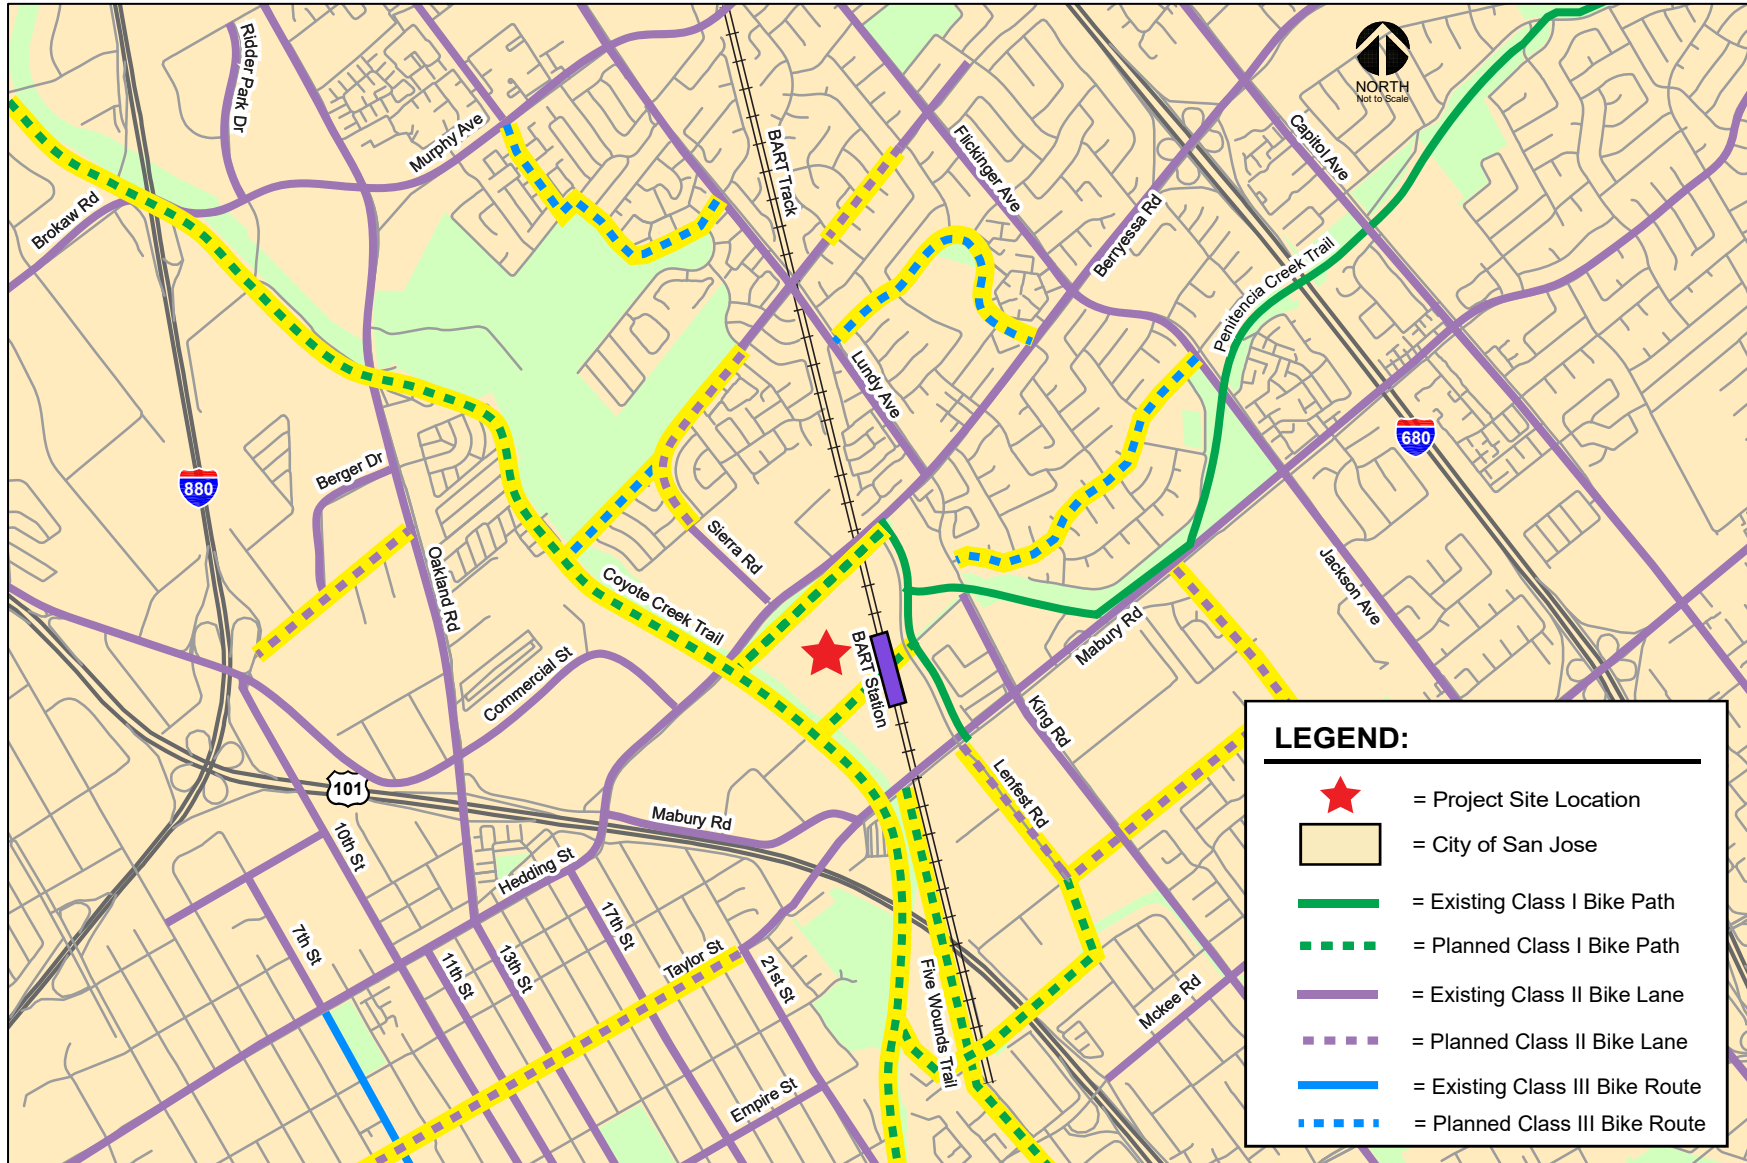 Ridder Park Dr
Murphy Ave
Brokaw Rd
BART Track
Flickinger Ave
Capitol Ave
NORTH
Not to Scale
Berryessa Rd
Penitencia Creek Trail
Lundy Ave
880
680
Berger Dr
Oakland Rd
Sierra Rd
Coyote Creek Trail
Commercial St
BART Station
Jackson Ave
Mabury Rd
King Rd
Lenfest Rd
101
Mabury Rd
10th St
Hedding St
7th St
11th St
13th St
17th St
Taylor St
21st St
Five Wounds Trail
Mckee Rd
Empire St
LEGEND:
= Project Site Location
= City of San Jose
= Existing Class I Bike Path
= Planned Class I Bike Path
= Existing Class II Bike Lane
= Planned Class II Bike Lane
= Existing Class III Bike Route
= Planned Class III Bike Route